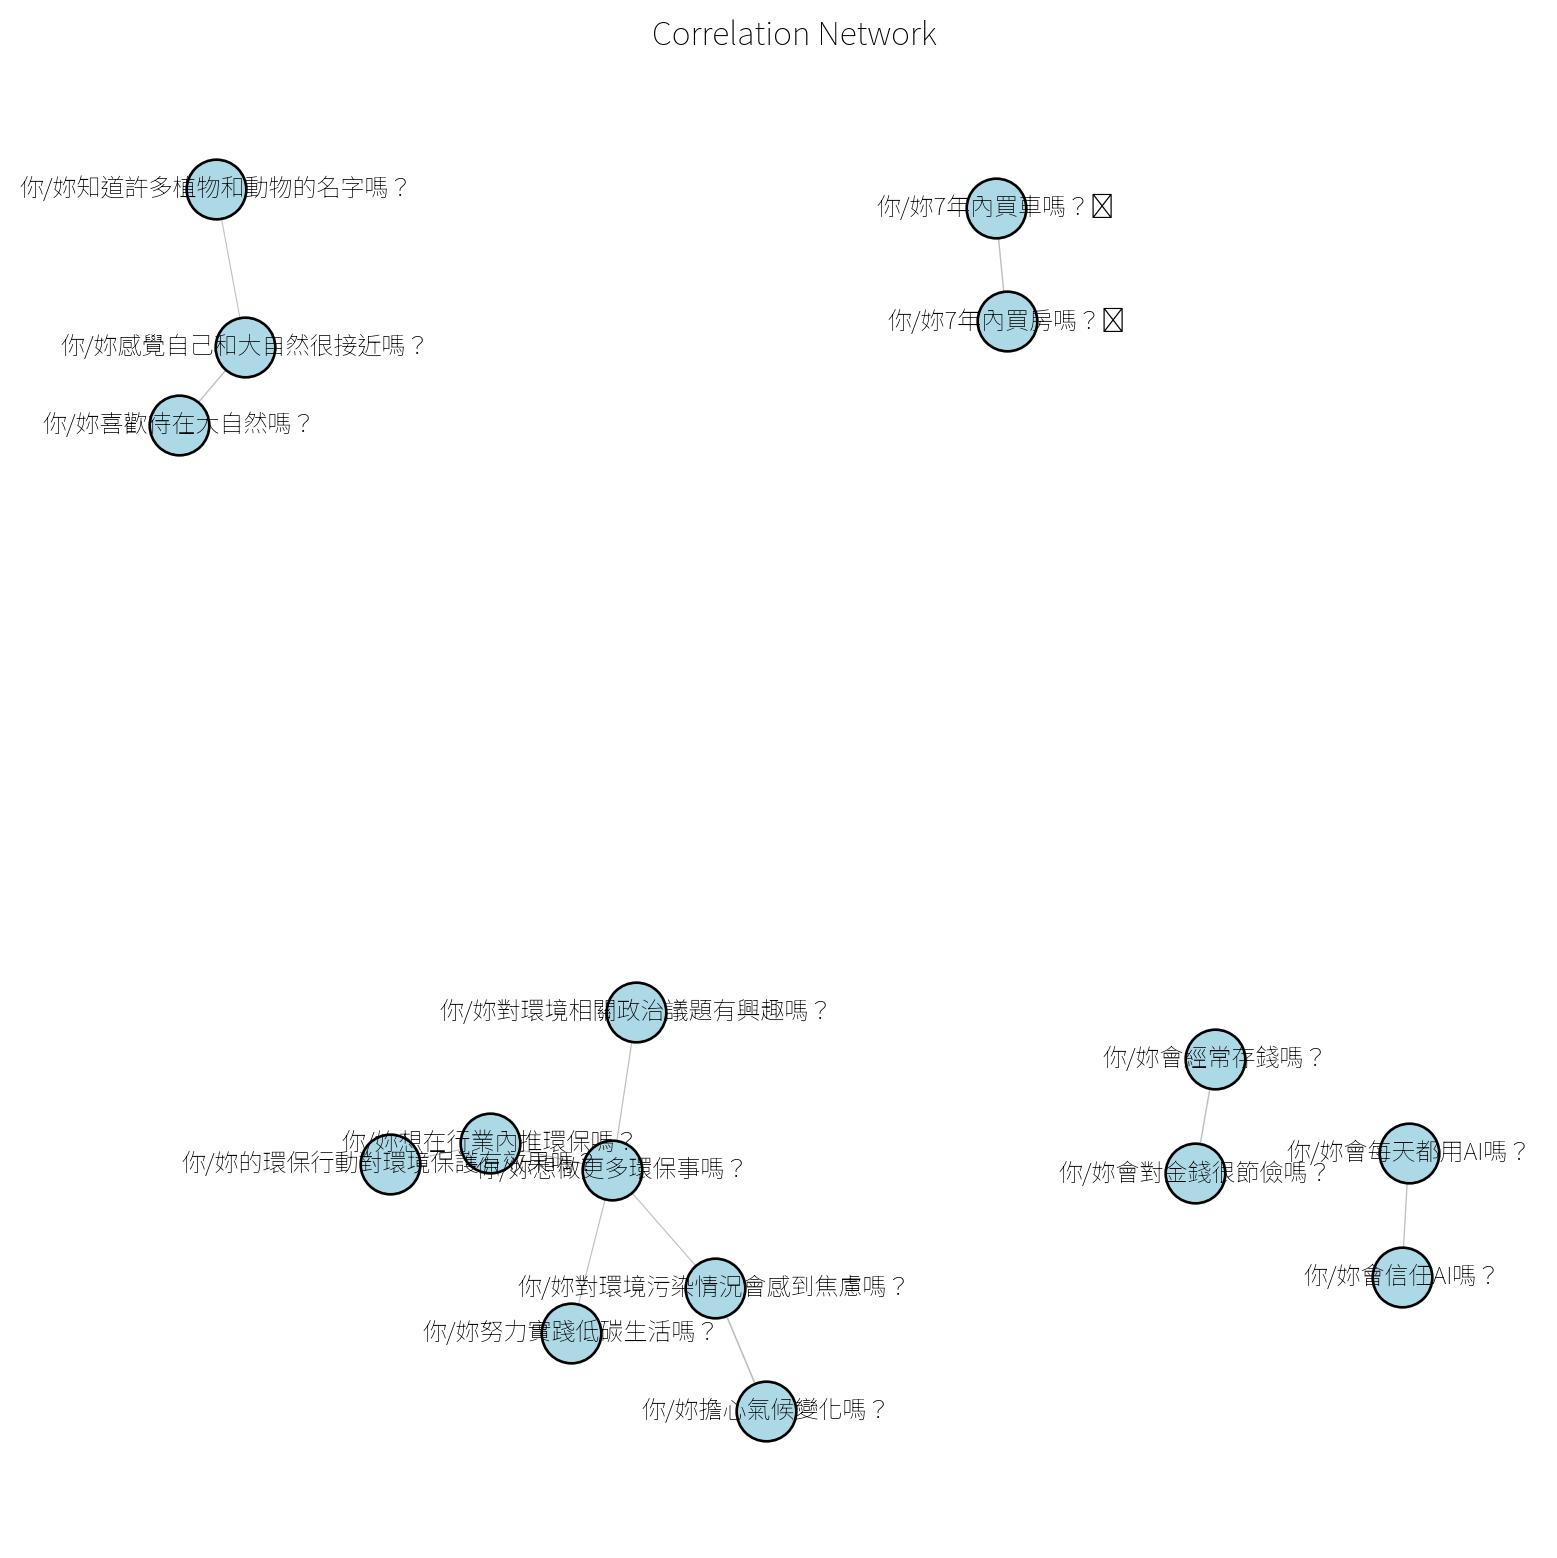 Correlation Network
你/妳知道許多植物和動物的名字嗎？
你/妳7年內買車嗎？
你/妳7年內買房嗎？
你/妳感覺自己和大自然很接近嗎？
你/妳喜歡待在大自然嗎？
你/妳對環境相關政治議題有興趣嗎？
你/妳會經常存錢嗎？
你/妳想在行業內推環保嗎？
你/妳的環保行動對環境保護有效果嗎？
你/妳想做更多環保事嗎？
你/妳會每天都用AI嗎？
你/妳會對金錢很節儉嗎？
你/妳會信任AI嗎？
你/妳對環境污染情況會感到焦慮嗎？
你/妳努力實踐低碳生活嗎？
你/妳擔心氣候變化嗎？